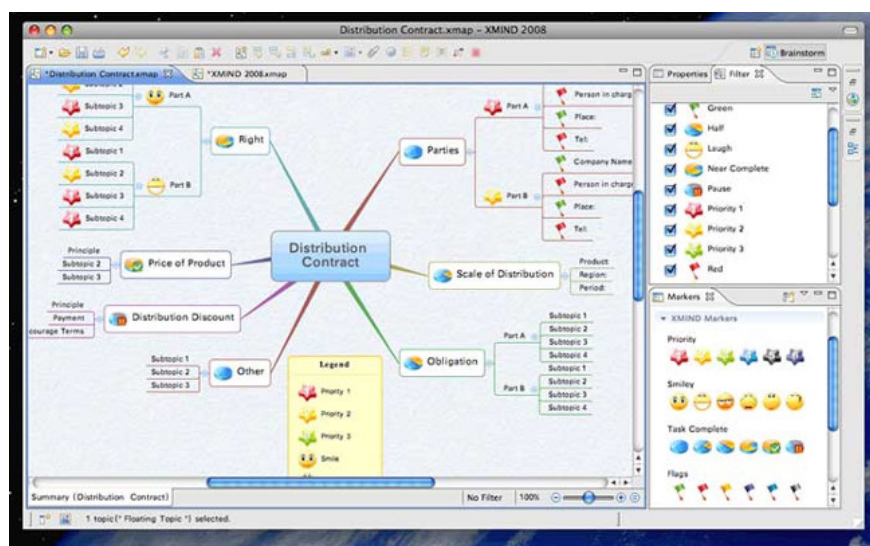 Distribution Contract.xmap – XMIND 2008
Brainstorm
*Distribution Contract.xmap
*XMIND 2008.xmap
Properties
Filter
Subtopic 3
Subtopic 4
Part A
Subtopic 1
Subtopic 2
Subtopic 3
Subtopic 4
Part B
Right
Parties
Part A
Person in charg
Place:
Tel:
Part B
Company Name
Person in charge
Place:
Tel:
Distribution
Contract
Principle
Subtopic 2
Subtopic 3
Price of Product
Scale of Distribution
Product:
Region:
Period:
Principle
Payment
courage Terms
Distribution Discount
Subtopic 1
Subtopic 2
Subtopic 3
Other
Obligation
Part A
Subtopic 1
Subtopic 2
Subtopic 3
Subtopic 4
Part B
Subtopic 1
Subtopic 2
Subtopic 3
Subtopic 4
Legend
Priority 1
Priority 2
Priority 3
Smile
Green
Half
Laugh
Near Complete
Pause
Priority 1
Priority 2
Priority 3
Red
Markers
XMIND Markers
Priority
Smiley
Task Complete
Flags
Summary (Distribution Contract)
No Filter
100%
1 topic(" Floating Topic ") selected.